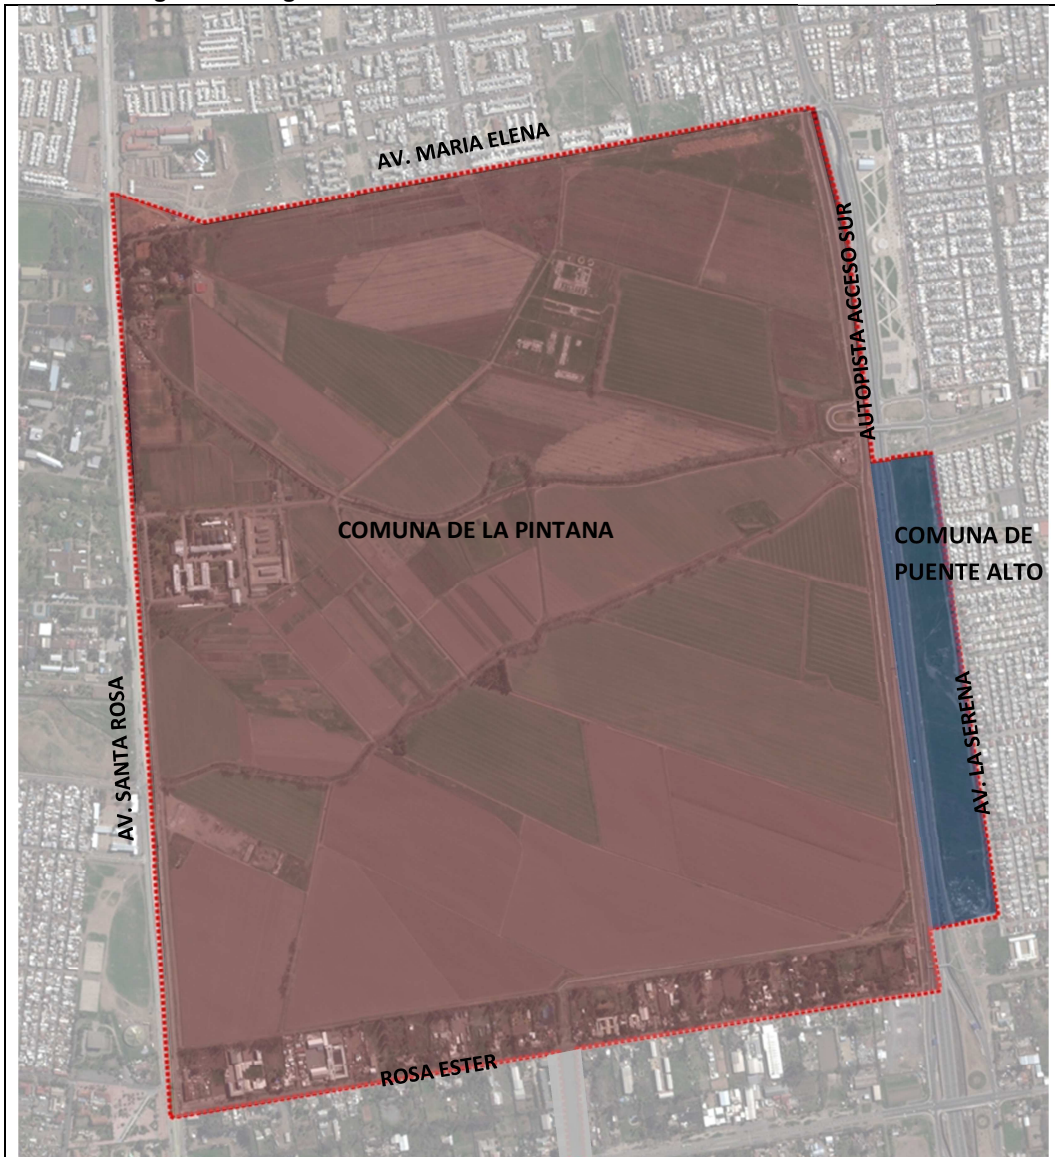 AV. MARIA ELENA
AUTOPISTA ACCESO SUR
COMUNA DE LA PINTANA
COMUNA DE
PUENTE ALTO
AV. SANTA ROSA
AV. LA SERENA
ROSA ESTER